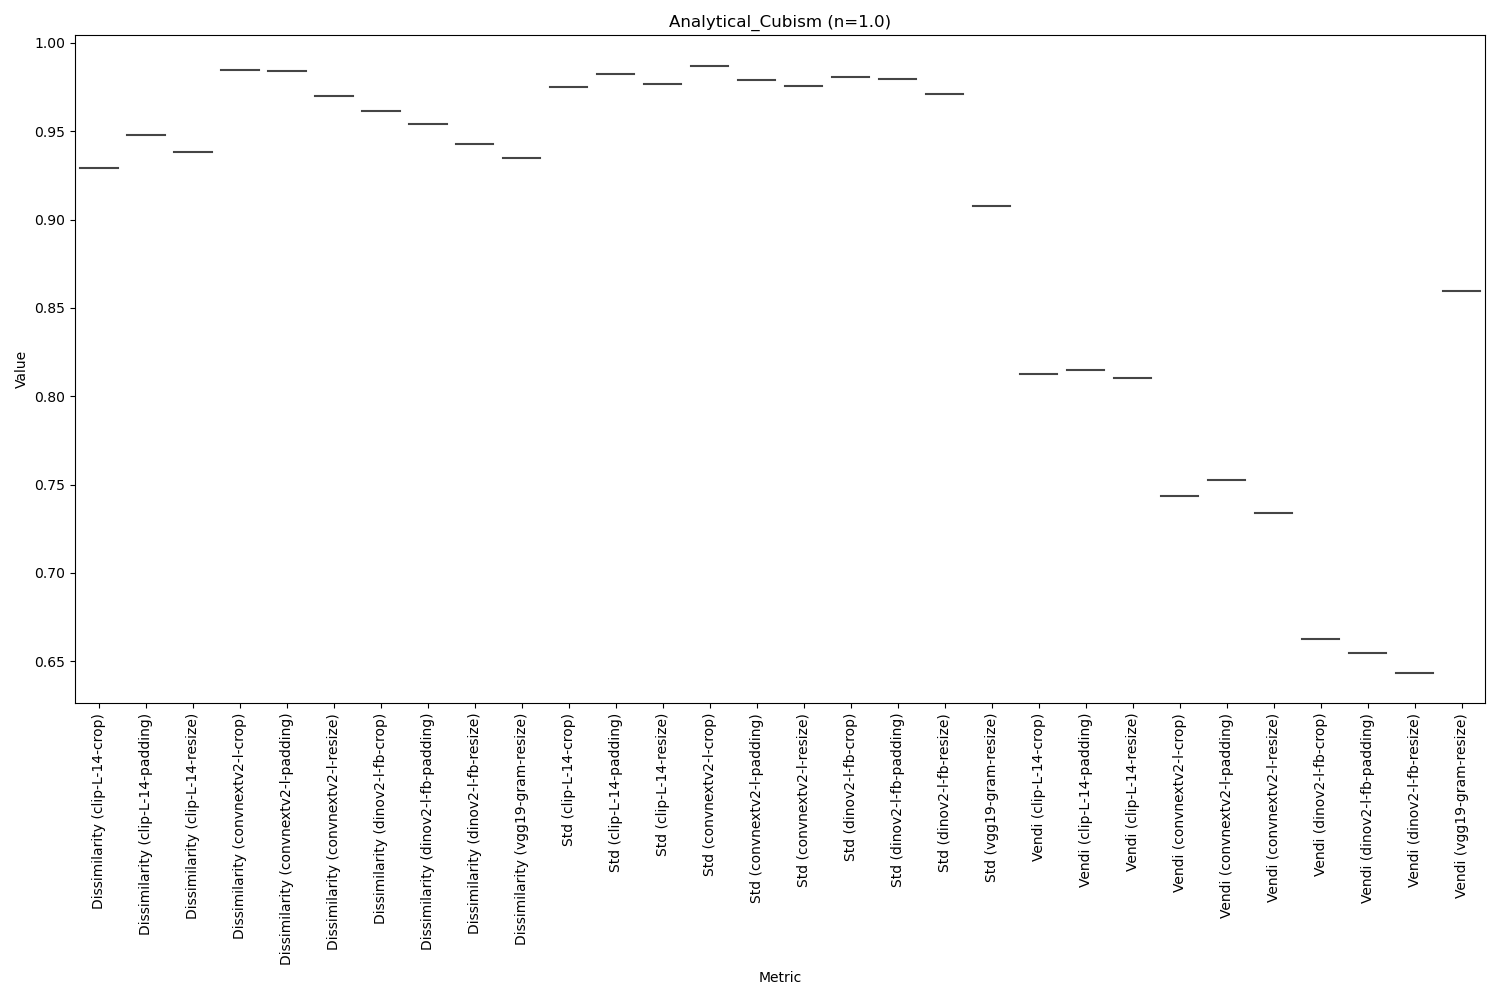 Analytical_Cubism (n=1.0)
1.00
0.95
0.90
0.85
0.80
0.75
0.70
0.65
Value
Dissimilarity (clip-L-14-crop)
Dissimilarity (clip-L-14-padding)
Dissimilarity (clip-L-14-resize)
Dissimilarity (convnextv2-l-crop)
Dissimilarity (convnextv2-l-padding)
Dissimilarity (convnextv2-l-resize)
Dissimilarity (dinov2-l-fb-crop)
Dissimilarity (dinov2-l-fb-padding)
Dissimilarity (dinov2-l-fb-resize)
Dissimilarity (vgg19-gram-resize)
Std (clip-L-14-crop)
Std (clip-L-14-padding)
Std (clip-L-14-resize)
Std (convnextv2-l-crop)
Std (convnextv2-l-padding)
Std (convnextv2-l-resize)
Std (dinov2-l-fb-crop)
Std (dinov2-l-fb-padding)
Std (dinov2-l-fb-resize)
Std (vgg19-gram-resize)
Vendi (clip-L-14-crop)
Vendi (clip-L-14-padding)
Vendi (clip-L-14-resize)
Vendi (convnextv2-l-crop)
Vendi (convnextv2-l-padding)
Vendi (convnextv2-l-resize)
Vendi (dinov2-l-fb-crop)
Vendi (dinov2-l-fb-padding)
Vendi (dinov2-l-fb-resize)
Vendi (vgg19-gram-resize)
Metric